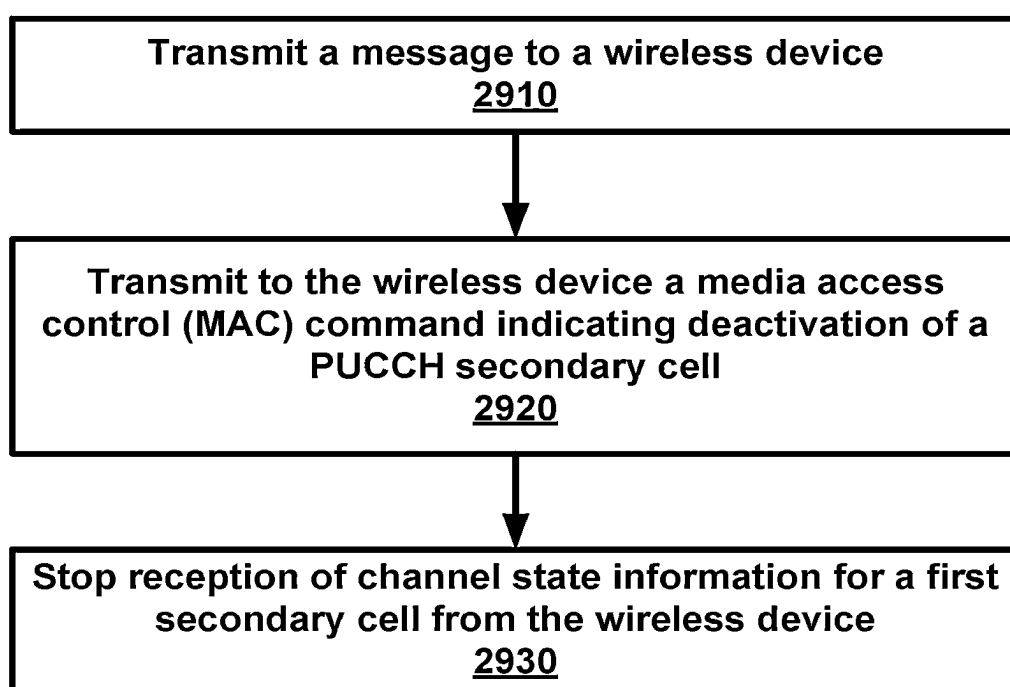 Transmit a message to a wireless device
2910
Transmit to the wireless device a media access
control (MAC) command indicating deactivation of a
PUCCH secondary cell
2920
Stop reception of channel state information for a first
secondary cell from the wireless device
2930